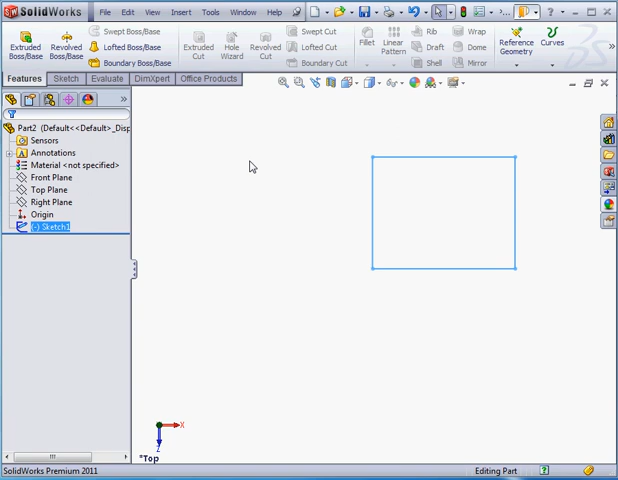 SolidWorks File Edit View Insert Tools Window Help
Extruded Boss/Base
Revolved Boss/Base
Swept Boss/Base
Lofted Boss/Base
Boundary Boss/Base
Extruded Cut
Hole Wizard
Revolved Cut
Swept Cut
Lofted Cut
Boundary Cut
Fillet
Linear Pattern
Rib
Draft
Shell
Wrap
Dome
Mirror
Reference Geometry
Curves
Features Sketch Evaluate DimXpert Office Products
Part2 (Default<<Default>_Disp
Sensors
Annotations
Material <not specified>
Front Plane
Top Plane
Right Plane
Origin
(-) Sketch1
X
Z
*Top
SolidWorks Premium 2011 Editing Part